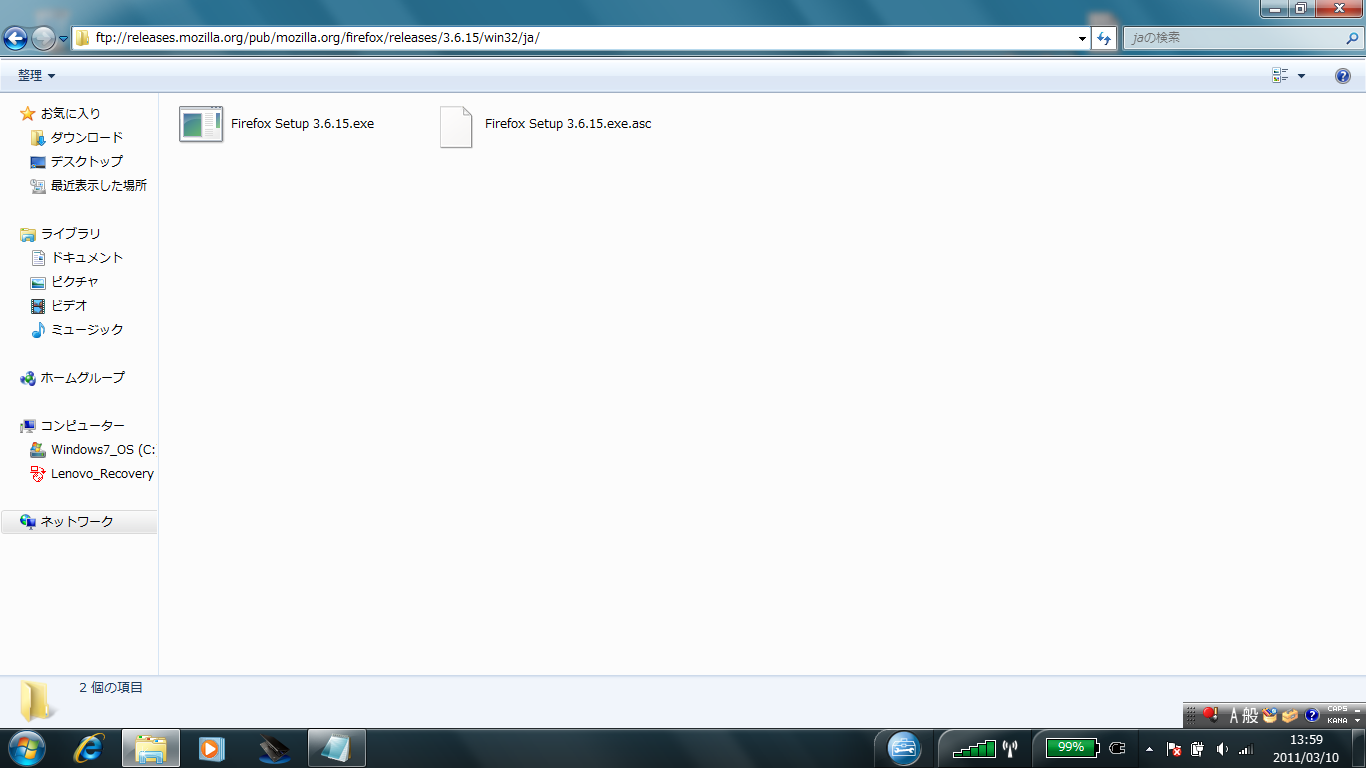 ftp://releases.mozilla.org/pub/mozilla.org/firefox/releases/3.6.15/win32/ja/
jaの検索
整理
お気に入り
ダウンロード
デスクトップ
最近表示した場所
ライブラリ
ドキュメント
ピクチャ
ビデオ
ミュージック
ホームグループ
コンピューター
Windows7_OS (C:
Lenovo_Recovery
ネットワーク
Firefox Setup 3.6.15.exe
Firefox Setup 3.6.15.exe.asc
2 個の項目
A 般
CAPS
KANA
99%
13:59
2011/03/10